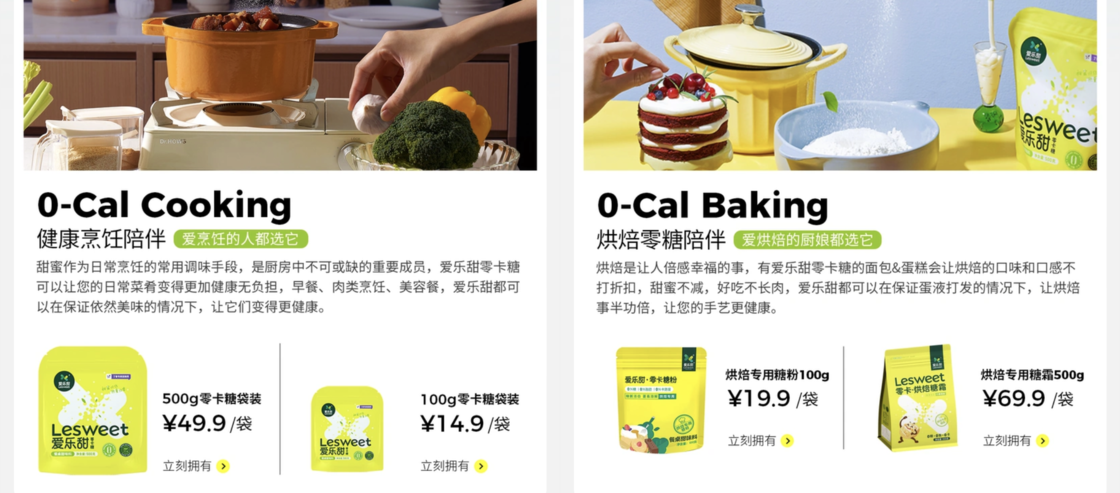 爱乐甜
Lesweet
爱乐甜
零卡糖
0-Cal Cooking
健康烹饪陪伴 爱烹饪的人都选它
甜蜜作为日常烹饪的常用调味手段，是厨房中不可或缺的重要成员，爱乐甜零卡糖
可以让您的日常菜肴变得更加健康无负担，早餐、肉类烹饪、美容餐，爱乐甜都可
以在保证依然美味的情况下，让它们变得更健康。
Lesweet
爱乐甜
500g零卡糖袋装
¥49.9 /袋
立刻拥有
Lesweet
爱乐甜
100g零卡糖袋装
¥14.9 /袋
立刻拥有
0-Cal Baking
烘焙零糖陪伴 爱烘焙的厨娘都选它
烘焙是让人倍感幸福的事，有爱乐甜零卡糖的面包&蛋糕会让烘焙的口味和口感不
打折扣，甜蜜不减，好吃不长肉，爱乐甜都可以在保证蛋液打发的情况下，让烘焙
事半功倍，让您的手艺更健康。
爱乐甜·零卡糖粉
餐桌甜味料
烘焙专用糖粉100g
¥19.9 /袋
立刻拥有
Lesweet
零卡·烘焙糖霜
烘焙专用糖霜500g
¥69.9 /袋
立刻拥有